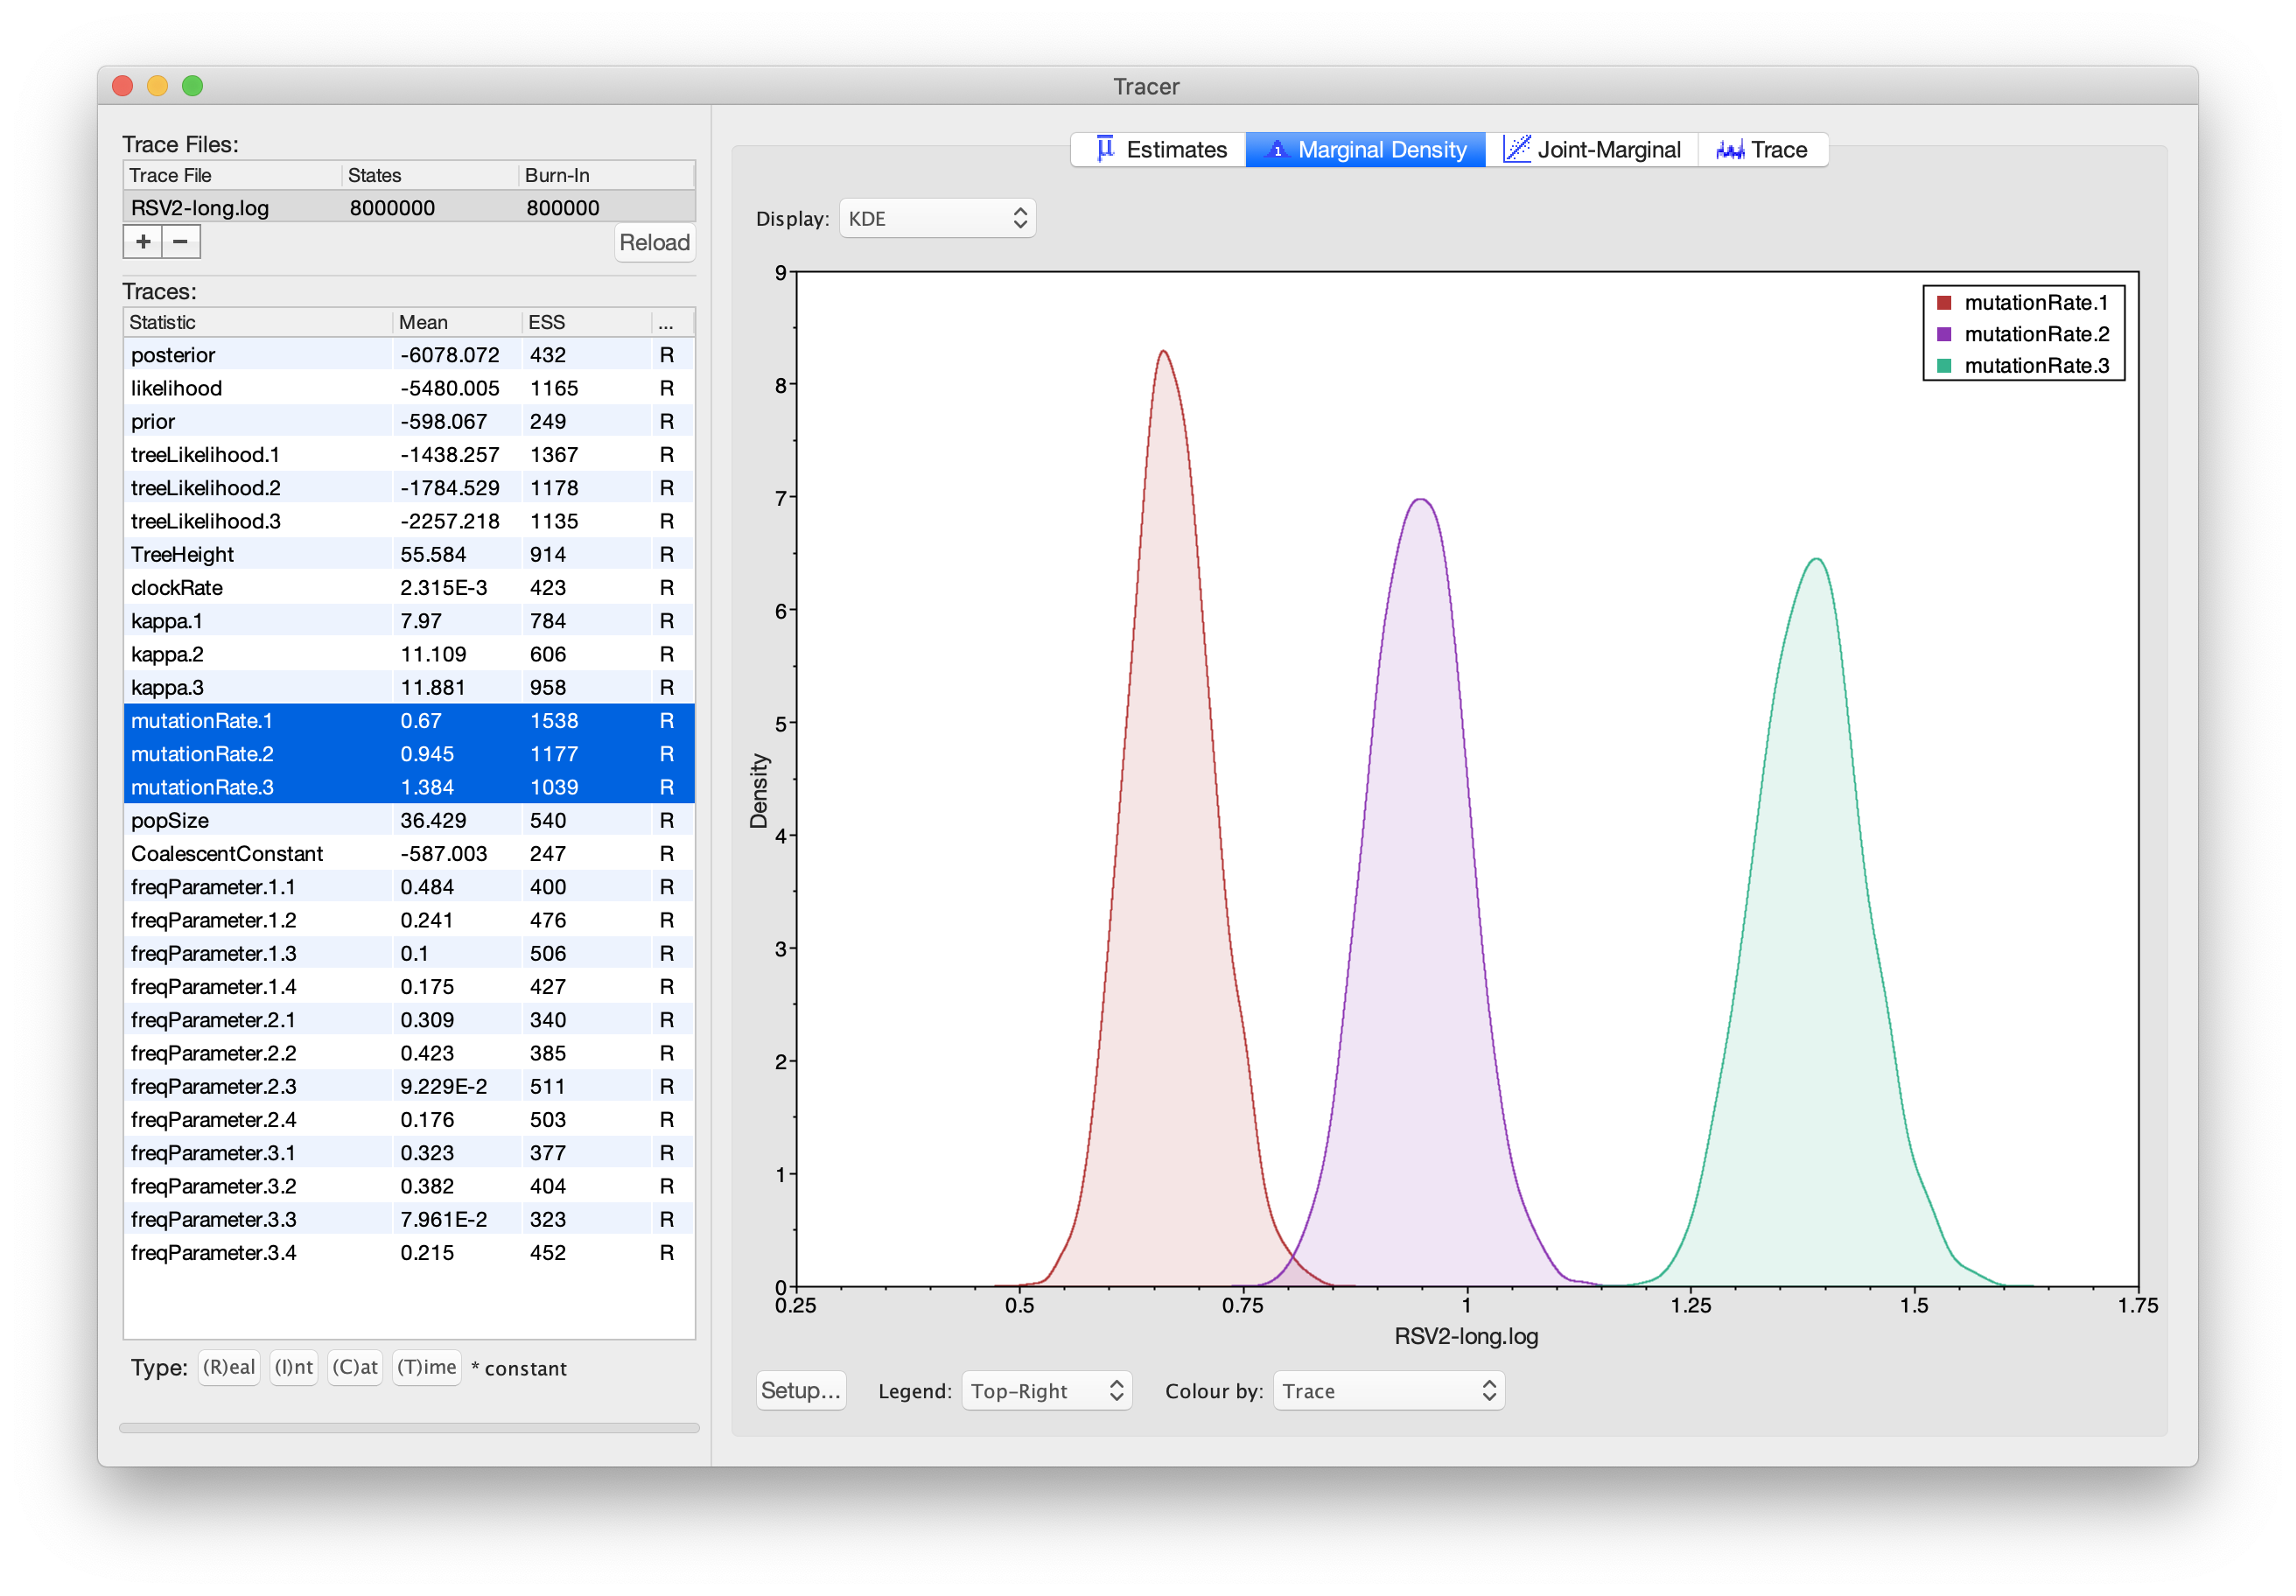 Tracer
Trace Files:
Trace File States Burn-In
RSV2-long.log 8000000 800000
+ − Reload
Traces:
Statistic Mean ESS ...
posterior -6078.072 432 R
likelihood -5480.005 1165 R
prior -598.067 249 R
treeLikelihood.1 -1438.257 1367 R
treeLikelihood.2 -1784.529 1178 R
treeLikelihood.3 -2257.218 1135 R
TreeHeight 55.584 914 R
clockRate 2.315E-3 423 R
kappa.1 7.97 784 R
kappa.2 11.109 606 R
kappa.3 11.881 958 R
mutationRate.1 0.67 1538 R
mutationRate.2 0.945 1177 R
mutationRate.3 1.384 1039 R
popSize 36.429 540 R
CoalescentConstant -587.003 247 R
freqParameter.1.1 0.484 400 R
freqParameter.1.2 0.241 476 R
freqParameter.1.3 0.1 506 R
freqParameter.1.4 0.175 427 R
freqParameter.2.1 0.309 340 R
freqParameter.2.2 0.423 385 R
freqParameter.2.3 9.229E-2 511 R
freqParameter.2.4 0.176 503 R
freqParameter.3.1 0.323 377 R
freqParameter.3.2 0.382 404 R
freqParameter.3.3 7.961E-2 323 R
freqParameter.3.4 0.215 452 R
Type: (R)eal (I)nt (C)at (T)ime * constant
μ Estimates 1 Marginal Density Joint-Marginal Trace
Display: KDE
mutationRate.1
mutationRate.2
mutationRate.3
Density
9
8
7
6
5
4
3
2
1
0
0.25 0.5 0.75 1 1.25 1.5 1.75
RSV2-long.log
Setup... Legend: Top-Right Colour by: Trace